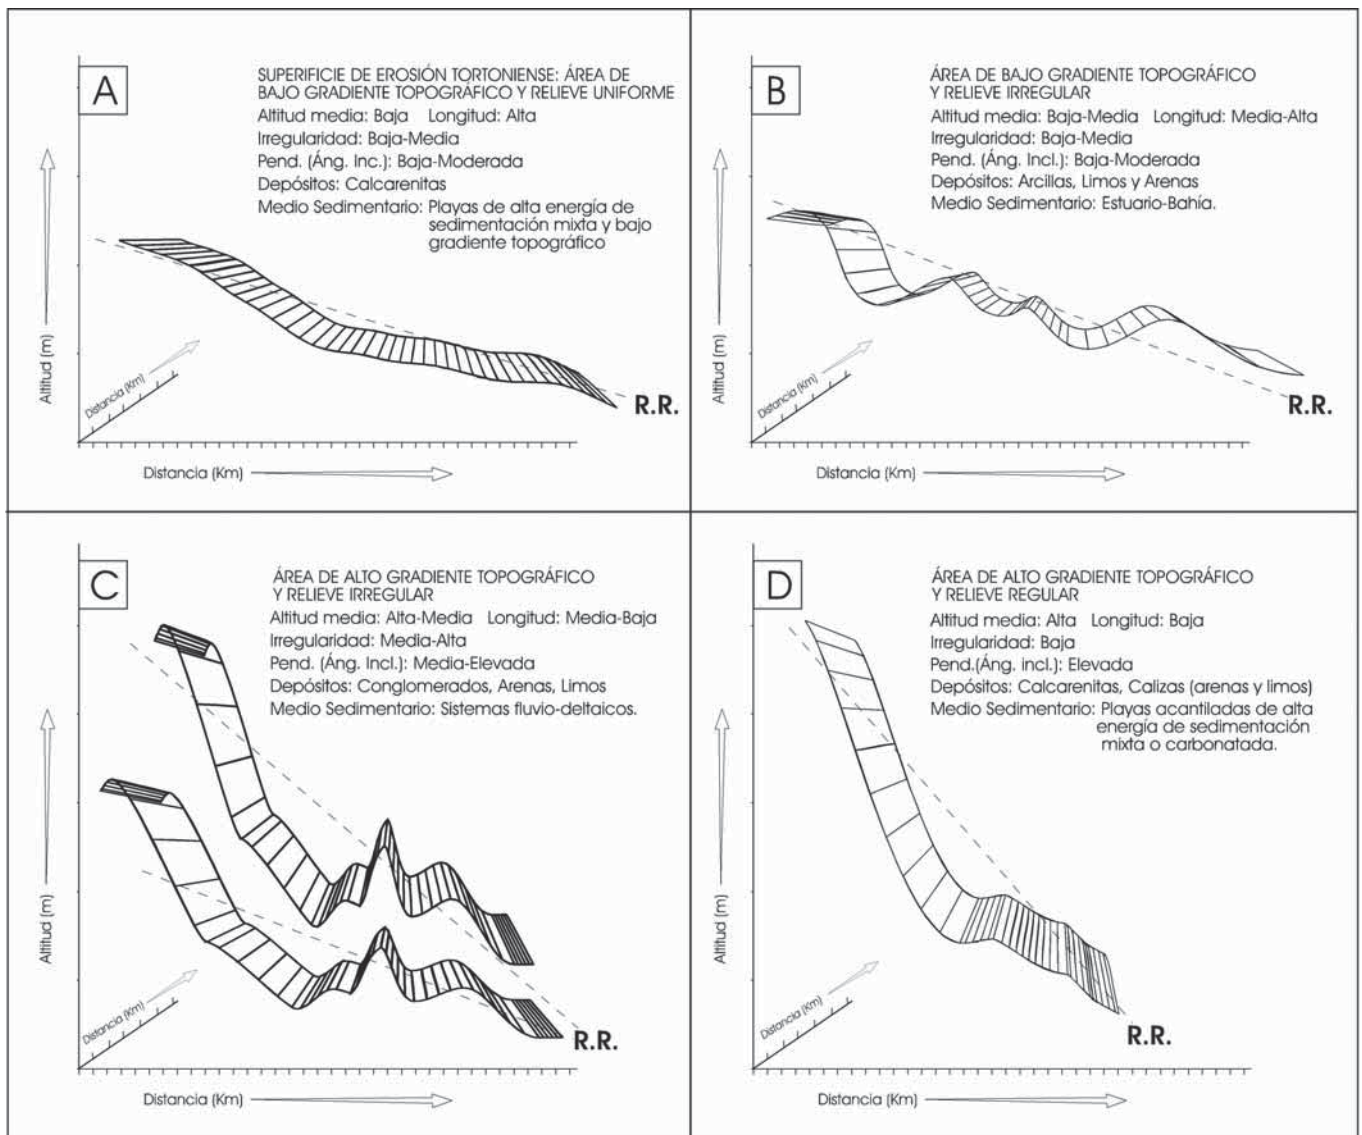 A
SUPERIFICIE DE EROSIÓN TORTONIENSE: ÁREA DE
BAJO GRADIENTE TOPOGRÁFICO Y RELIEVE UNIFORME
Altitud media: Baja Longitud: Alta
Irregularidad: Baja-Media
Pend. (Áng. Inc.): Baja-Moderada
Depósitos: Calcarenitas
Medio Sedimentario: Playas de alta energía de
sedimentación mixta y bajo
gradiente topográfico
Altitud (m)
Distancia (Km)
R.R.
Distancia (Km)
B
ÁREA DE BAJO GRADIENTE TOPOGRÁFICO
Y RELIEVE IRREGULAR
Altitud media: Baja-Media Longitud: Media-Alta
Irregularidad: Baja-Media
Pend. (Áng. Incl.): Baja-Moderada
Depósitos: Arcillas, Limos y Arenas
Medio Sedimentario: Estuario-Bahía.
Altitud (m)
Distancia (Km)
R.R.
Distancia (Km)
C
ÁREA DE ALTO GRADIENTE TOPOGRÁFICO
Y RELIEVE IRREGULAR
Altitud media: Alta-Media Longitud: Media-Baja
Irregularidad: Media-Alta
Pend. (Áng. Incl.): Media-Elevada
Depósitos: Conglomerados, Arenas, Limos
Medio Sedimentario: Sistemas fluvio-deltaicos.
Altitud (m)
Distancia (Km)
R.R.
Distancia (Km)
D
ÁREA DE ALTO GRADIENTE TOPOGRÁFICO
Y RELIEVE REGULAR
Altitud media: Alta Longitud: Baja
Irregularidad: Baja
Pend.(Áng. incl.): Elevada
Depósitos: Calcarenitas, Calizas (arenas y limos)
Medio Sedimentario: Playas acantiladas de alta
energía de sedimentación
mixta o carbonatada.
Altitud (m)
Distancia (Km)
R.R.
Distancia (Km)